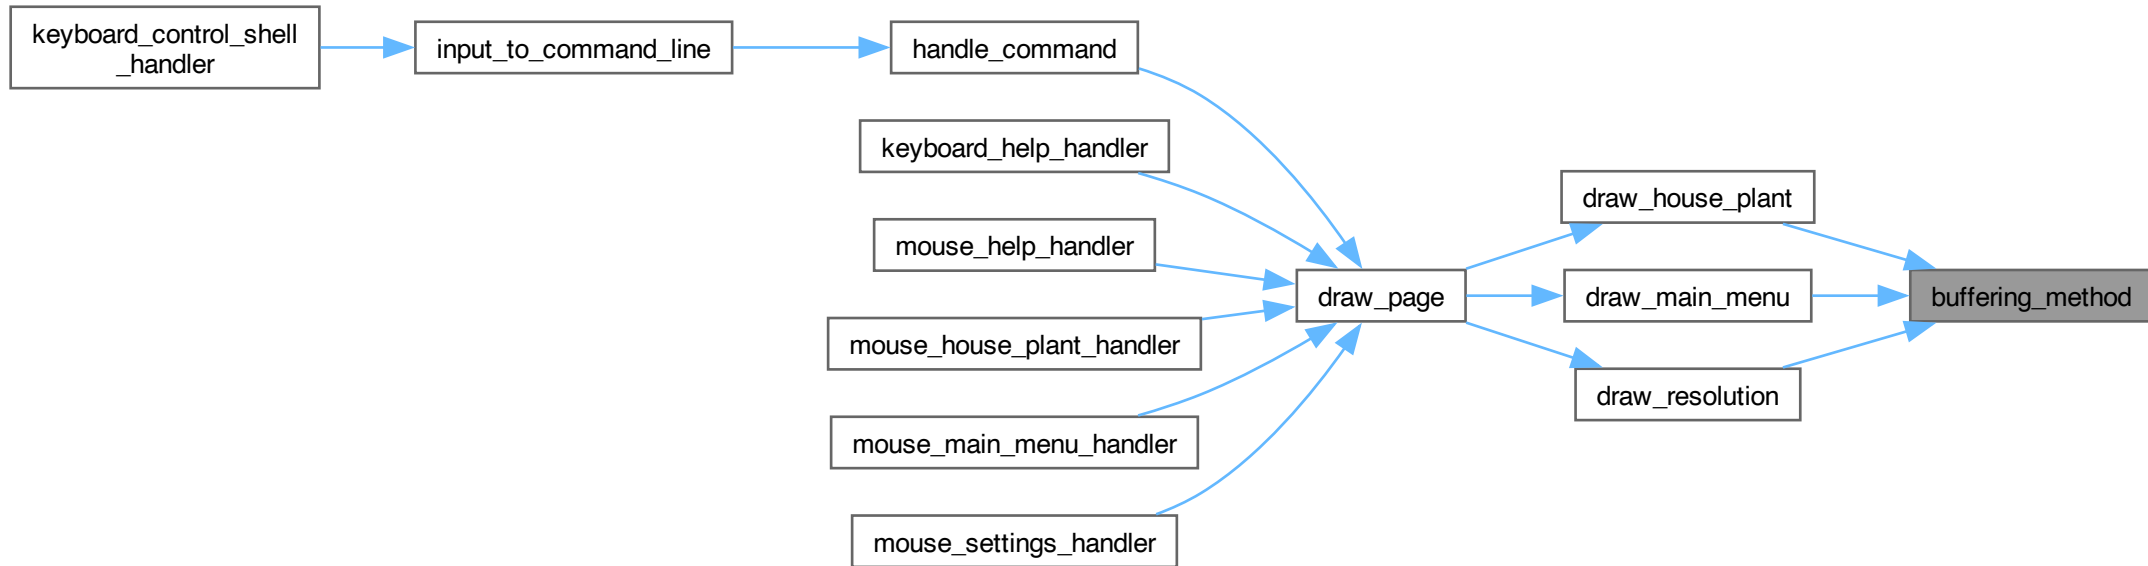 keyboard_control_shell
_handler
input_to_command_line
handle_command
keyboard_help_handler
mouse_help_handler
mouse_house_plant_handler
mouse_main_menu_handler
mouse_settings_handler
draw_page
draw_house_plant
draw_main_menu
draw_resolution
buffering_method